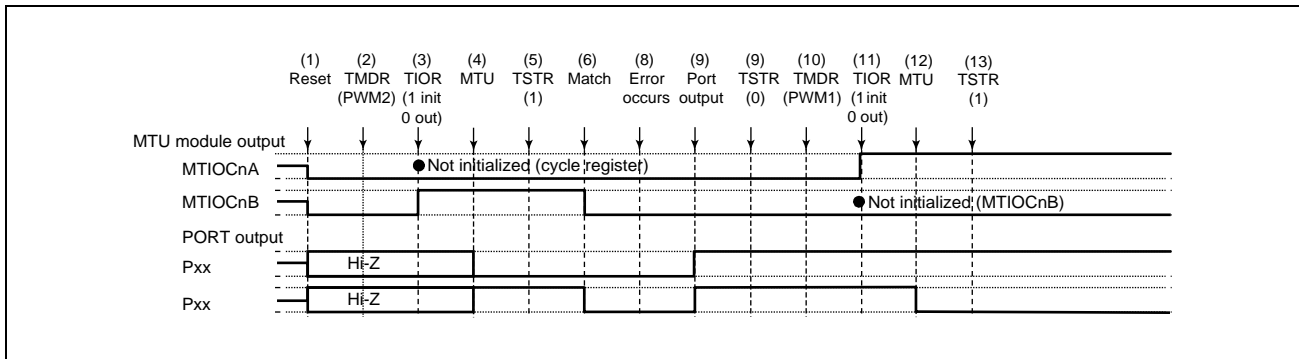 (1) (2) (3) (4) (5) (6) (8) (9) (9) (10) (11) (12) (13)
Reset TMDR TIOR MTU TSTR Match Error Port TSTR TMDR TIOR MTU TSTR
(PWM2) (1 init (1) occurs output (0) (PWM1) (1 init (1)
0 out) 0 out)
MTU module output
MTIOCnA ●Not initialized (cycle register)
MTIOCnB ●Not initialized (MTIOCnB)
PORT output
Pxx Hi-Z
Pxx Hi-Z